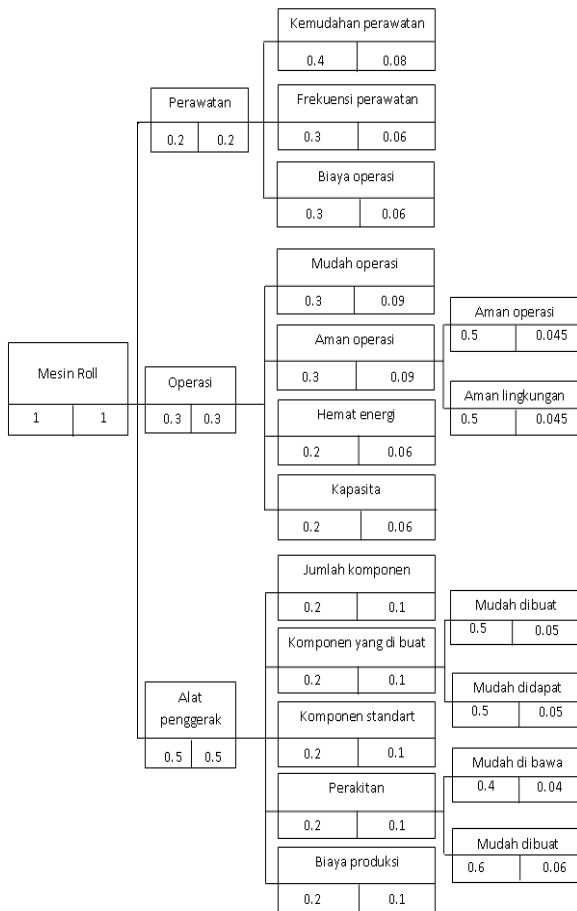 Kemudahan perawatan
0.4 0.08
Perawatan
0.2 0.2
Frekuensi perawatan
0.3 0.06
Biaya operasi
0.3 0.06
Mudah operasi
0.3 0.09
Aman operasi
0.3 0.09
Aman operasi
0.5 0.045
Aman lingkungan
0.5 0.045
Mesin Roll
1 1
Operasi
0.3 0.3
Hemat energi
0.2 0.06
Kapasita
0.2 0.06
Jumlah komponen
0.2 0.1
Komponen yang di buat
0.2 0.1
Mudah dibuat
0.5 0.05
Mudah didapat
0.5 0.05
Alat
penggerak
0.5 0.5
Komponen standart
0.2 0.1
Perakitan
0.2 0.1
Mudah di bawa
0.4 0.04
Mudah dibuat
0.6 0.06
Biaya produksi
0.2 0.1